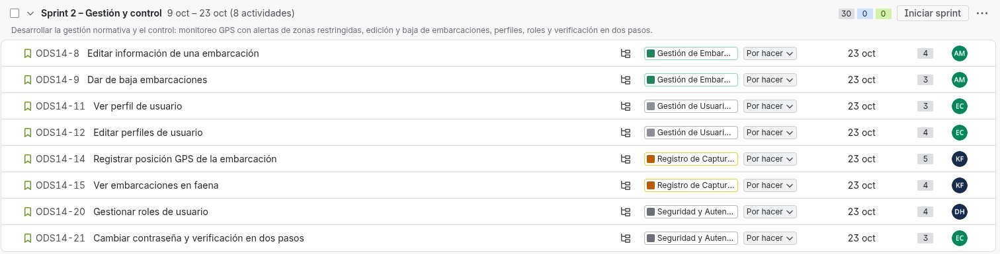 Sprint 2 – Gestión y control 9 oct – 23 oct (8 actividades) 30 0 0 Iniciar sprint
Desarrollar la gestión normativa y el control: monitoreo GPS con alertas de zonas restringidas, edición y baja de embarcaciones, perfiles, roles y verificación en dos pasos.
ODS14-8 Editar información de una embarcación Gestión de Embar... Por hacer 23 oct 4 AM
ODS14-9 Dar de baja embarcaciones Gestión de Embar... Por hacer 23 oct 3 AM
ODS14-11 Ver perfil de usuario Gestión de Usuari... Por hacer 23 oct 3 EC
ODS14-12 Editar perfiles de usuario Gestión de Usuari... Por hacer 23 oct 4 EC
ODS14-14 Registrar posición GPS de la embarcación Registro de Captur... Por hacer 23 oct 5 KF
ODS14-15 Ver embarcaciones en faena Registro de Captur... Por hacer 23 oct 4 KF
ODS14-20 Gestionar roles de usuario Seguridad y Auten... Por hacer 23 oct 4 DH
ODS14-21 Cambiar contraseña y verificación en dos pasos Seguridad y Auten... Por hacer 23 oct 3 EC